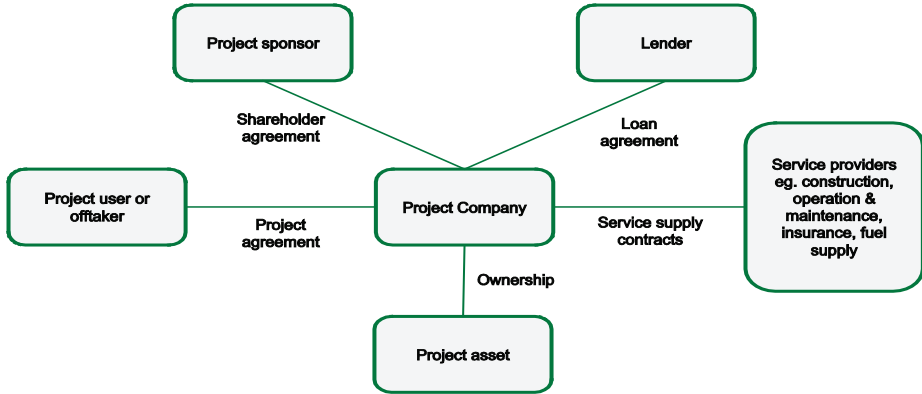 Project sponsor
Lender
Shareholder
agreement
Loan
agreement
Project user or
offtaker
Project
agreement
Project Company
Service supply
contracts
Service providers
eg. construction,
operation &
maintenance,
insurance, fuel
supply
Ownership
Project asset